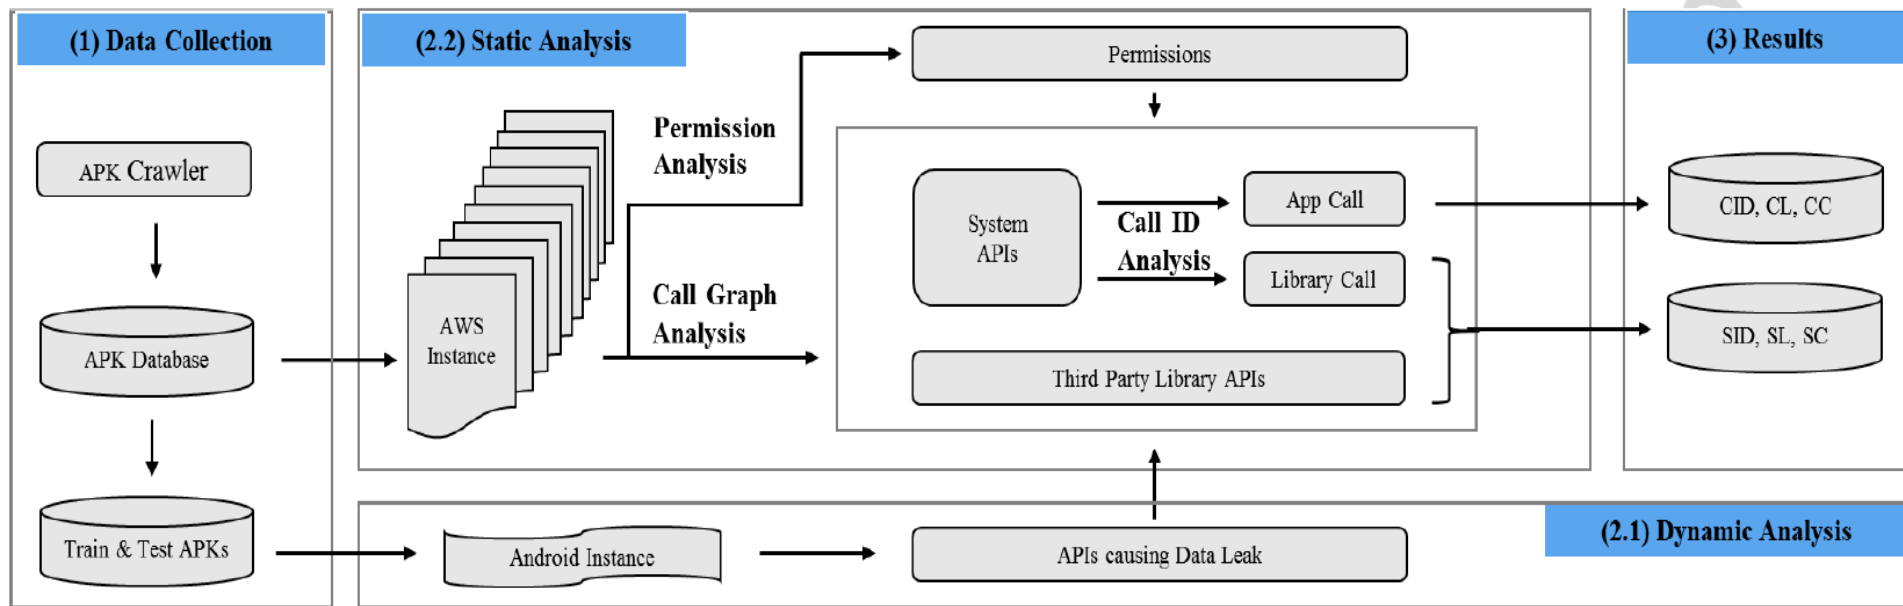 (1) Data Collection
APK Crawler
APK Database
Train & Test APKs
(2.2) Static Analysis
AWS
Instance
Permission
Analysis
Call Graph
Analysis
Permissions
System
APIs
Call ID
Analysis
App Call
Library Call
Third Party Library APIs
(3) Results
CID, CL, CC
SID, SL, SC
(2.1) Dynamic Analysis
Android Instance
APIs causing Data Leak